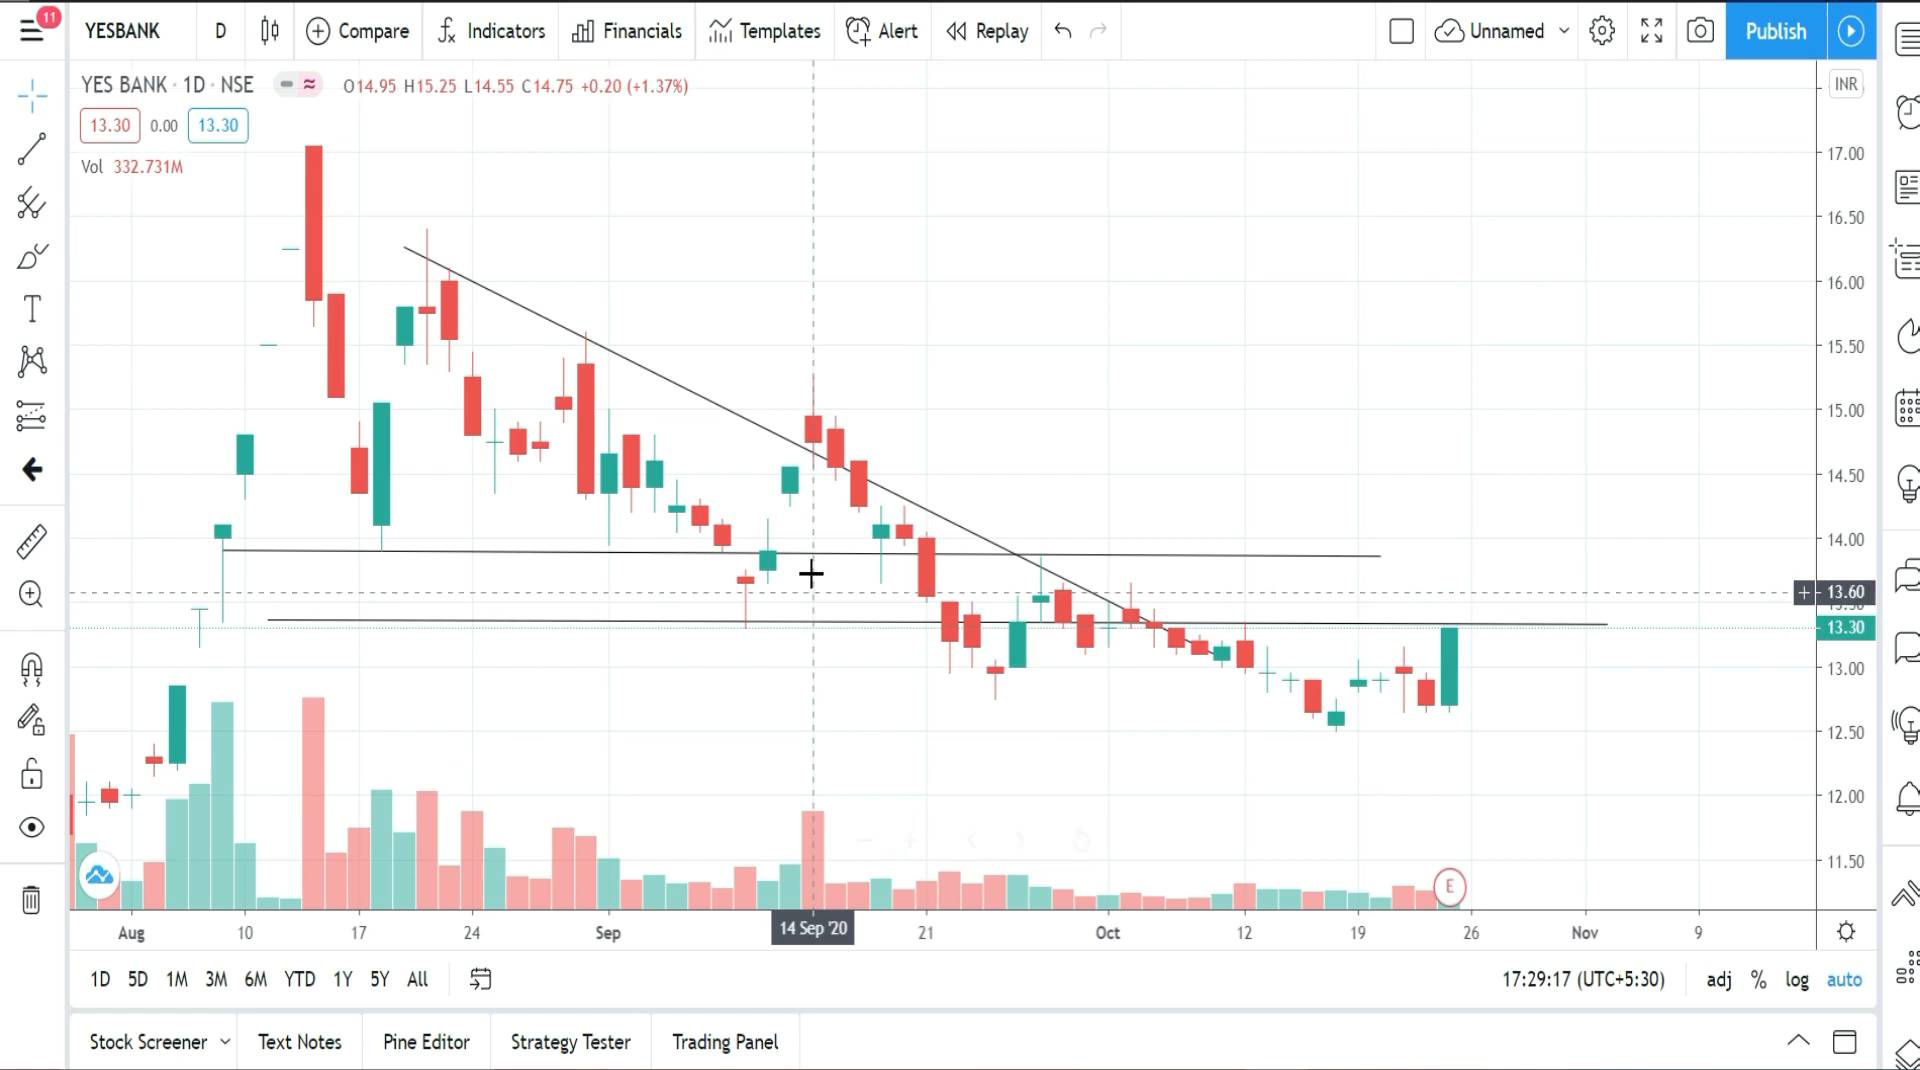 11
YESBANK D Compare Indicators Financials Templates Alert Replay Unnamed Publish
YES BANK · 1D · NSE O14.95 H15.25 L14.55 C14.75 +0.20 (+1.37%)
INR
13.30 0.00 13.30
Vol 332.731M
17.00
16.50
16.00
15.50
15.00
14.50
14.00
13.60
13.30
13.00
12.50
12.00
11.50
E
Aug 10 17 24 Sep 14 Sep '20 21 Oct 12 19 26 Nov 9
1D 5D 1M 3M 6M YTD 1Y 5Y All 17:29:17 (UTC+5:30) adj % log auto
Stock Screener Text Notes Pine Editor Strategy Tester Trading Panel